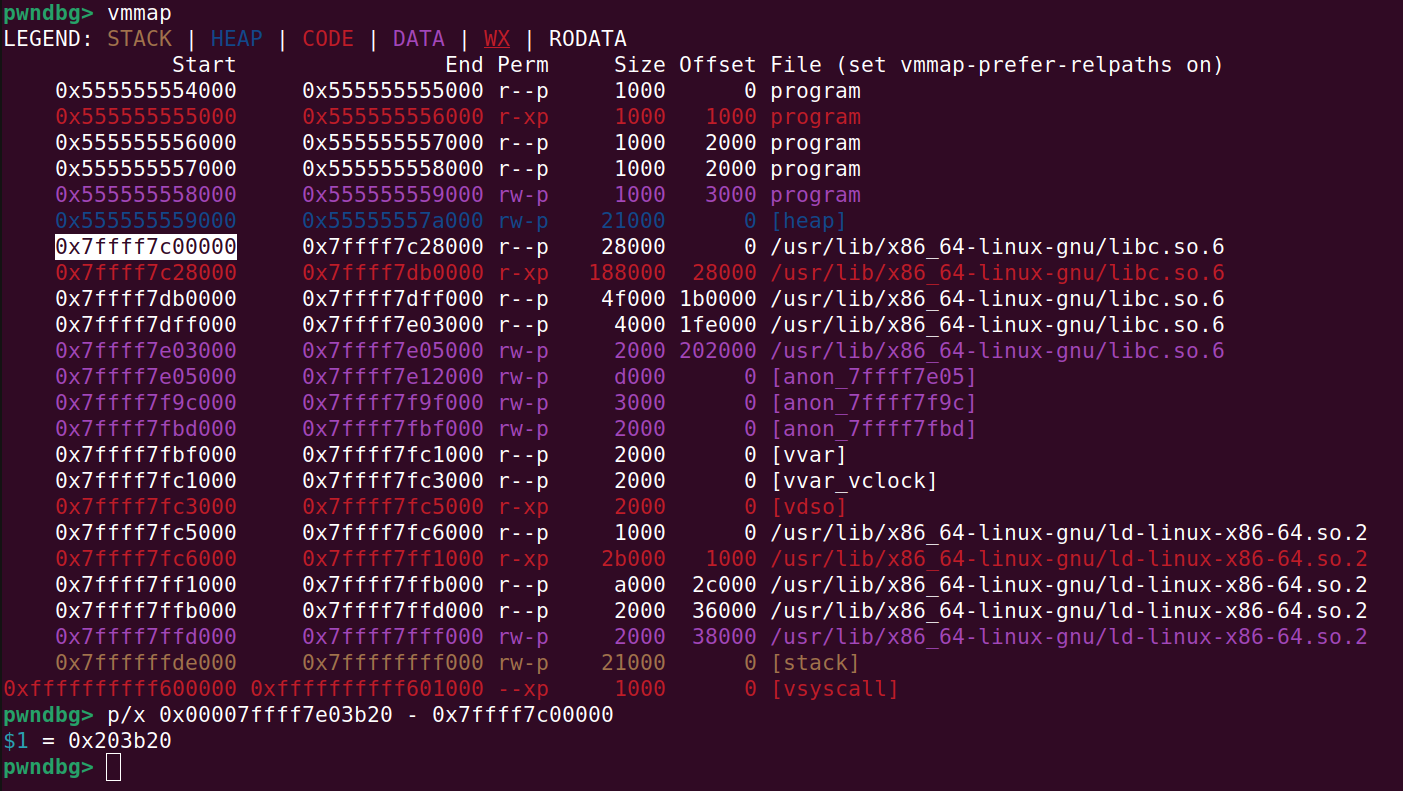 pwndbg> vmmap
LEGEND: STACK | HEAP | CODE | DATA | WX | RODATA
             Start                End Perm     Size Offset File (set vmmap-prefer-relpaths on)
    0x555555554000     0x555555555000 r--p     1000      0 program
    0x555555555000     0x555555556000 r-xp     1000   1000 program
    0x555555556000     0x555555557000 r--p     1000   2000 program
    0x555555557000     0x555555558000 r--p     1000   2000 program
    0x555555558000     0x555555559000 rw-p     1000   3000 program
    0x555555559000     0x55555557a000 rw-p    21000      0 [heap]
    0x7ffff7c00000     0x7ffff7c28000 r--p    28000      0 /usr/lib/x86_64-linux-gnu/libc.so.6
    0x7ffff7c28000     0x7ffff7db0000 r-xp   188000  28000 /usr/lib/x86_64-linux-gnu/libc.so.6
    0x7ffff7db0000     0x7ffff7dff000 r--p    4f000 1b0000 /usr/lib/x86_64-linux-gnu/libc.so.6
    0x7ffff7dff000     0x7ffff7e03000 r--p     4000 1fe000 /usr/lib/x86_64-linux-gnu/libc.so.6
    0x7ffff7e03000     0x7ffff7e05000 rw-p     2000 202000 /usr/lib/x86_64-linux-gnu/libc.so.6
    0x7ffff7e05000     0x7ffff7e12000 rw-p     d000      0 [anon_7ffff7e05]
    0x7ffff7f9c000     0x7ffff7f9f000 rw-p     3000      0 [anon_7ffff7f9c]
    0x7ffff7fbd000     0x7ffff7fbf000 rw-p     2000      0 [anon_7ffff7fbd]
    0x7ffff7fbf000     0x7ffff7fc1000 r--p     2000      0 [vvar]
    0x7ffff7fc1000     0x7ffff7fc3000 r--p     2000      0 [vvar_vclock]
    0x7ffff7fc3000     0x7ffff7fc5000 r-xp     2000      0 [vdso]
    0x7ffff7fc5000     0x7ffff7fc6000 r--p     1000      0 /usr/lib/x86_64-linux-gnu/ld-linux-x86-64.so.2
    0x7ffff7fc6000     0x7ffff7ff1000 r-xp    2b000   1000 /usr/lib/x86_64-linux-gnu/ld-linux-x86-64.so.2
    0x7ffff7ff1000     0x7ffff7ffb000 r--p     a000  2c000 /usr/lib/x86_64-linux-gnu/ld-linux-x86-64.so.2
    0x7ffff7ffb000     0x7ffff7ffd000 r--p     2000  36000 /usr/lib/x86_64-linux-gnu/ld-linux-x86-64.so.2
    0x7ffff7ffd000     0x7ffff7fff000 rw-p     2000  38000 /usr/lib/x86_64-linux-gnu/ld-linux-x86-64.so.2
    0x7ffffffde000     0x7ffffffff000 rw-p    21000      0 [stack]
0xffffffffff600000 0xffffffffff601000 --xp     1000      0 [vsyscall]
pwndbg> p/x 0x00007ffff7e03b20 - 0x7ffff7c00000
$1 = 0x203b20
pwndbg>